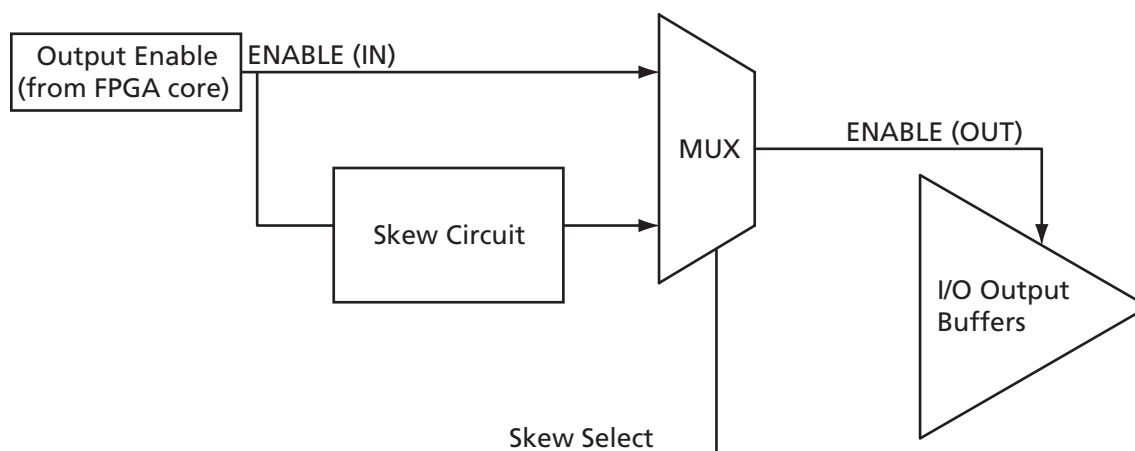 Output Enable
(from FPGA core)
ENABLE (IN)
MUX
ENABLE (OUT)
Skew Circuit
I/O Output
Buffers
Skew Select